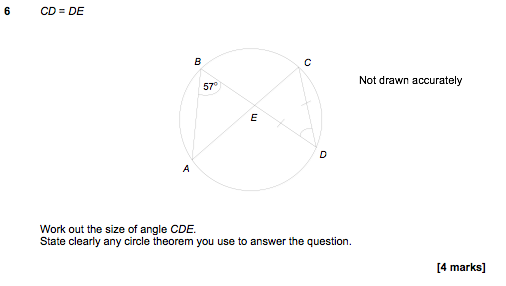 6 CD = DE
B
C
57°
Not drawn accurately
E
D
A
Work out the size of angle CDE.
State clearly any circle theorem you use to answer the question.
[4 marks]